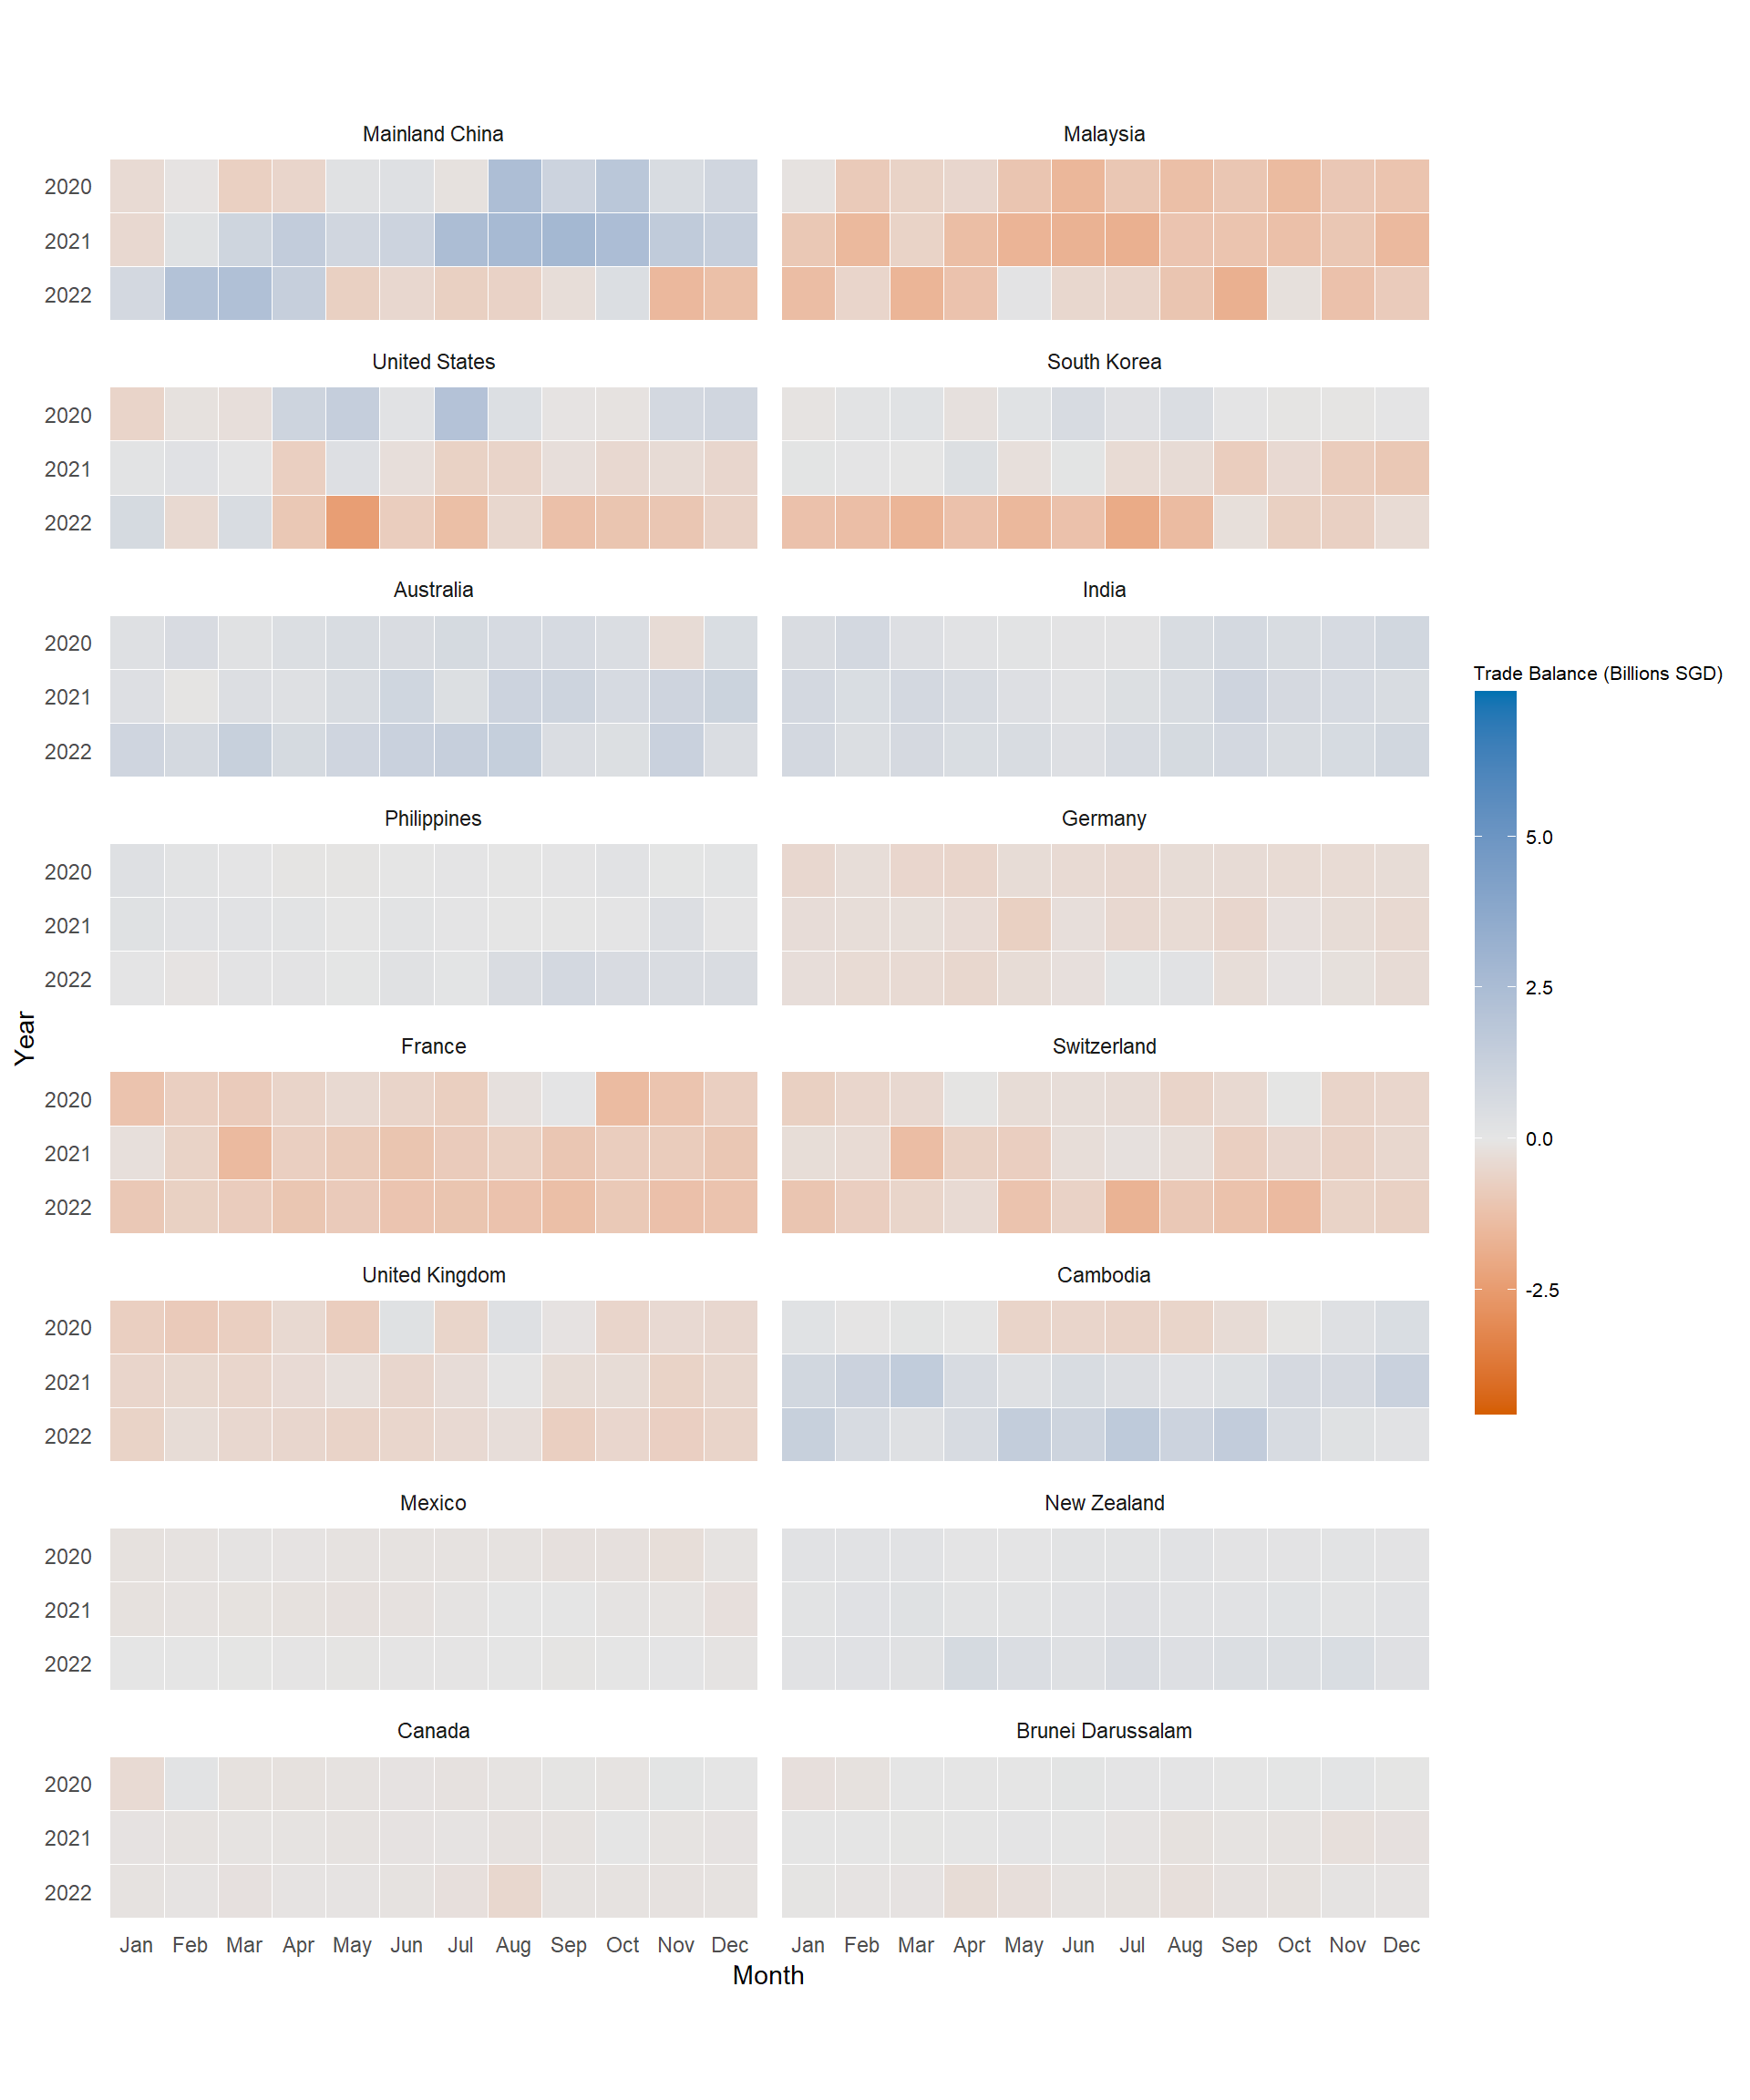 Mainland China
Malaysia
2020
2021
2022
United States
South Korea
2020
2021
2022
Australia
India
2020
2021
2022
Philippines
Germany
2020
2021
2022
France
Switzerland
2020
2021
2022
United Kingdom
Cambodia
2020
2021
2022
Mexico
New Zealand
2020
2021
2022
Canada
Brunei Darussalam
2020
2021
2022
Jan Feb Mar Apr May Jun Jul Aug Sep Oct Nov Dec
Jan Feb Mar Apr May Jun Jul Aug Sep Oct Nov Dec
Month
Year
Trade Balance (Billions SGD)
5.0
2.5
0.0
-2.5